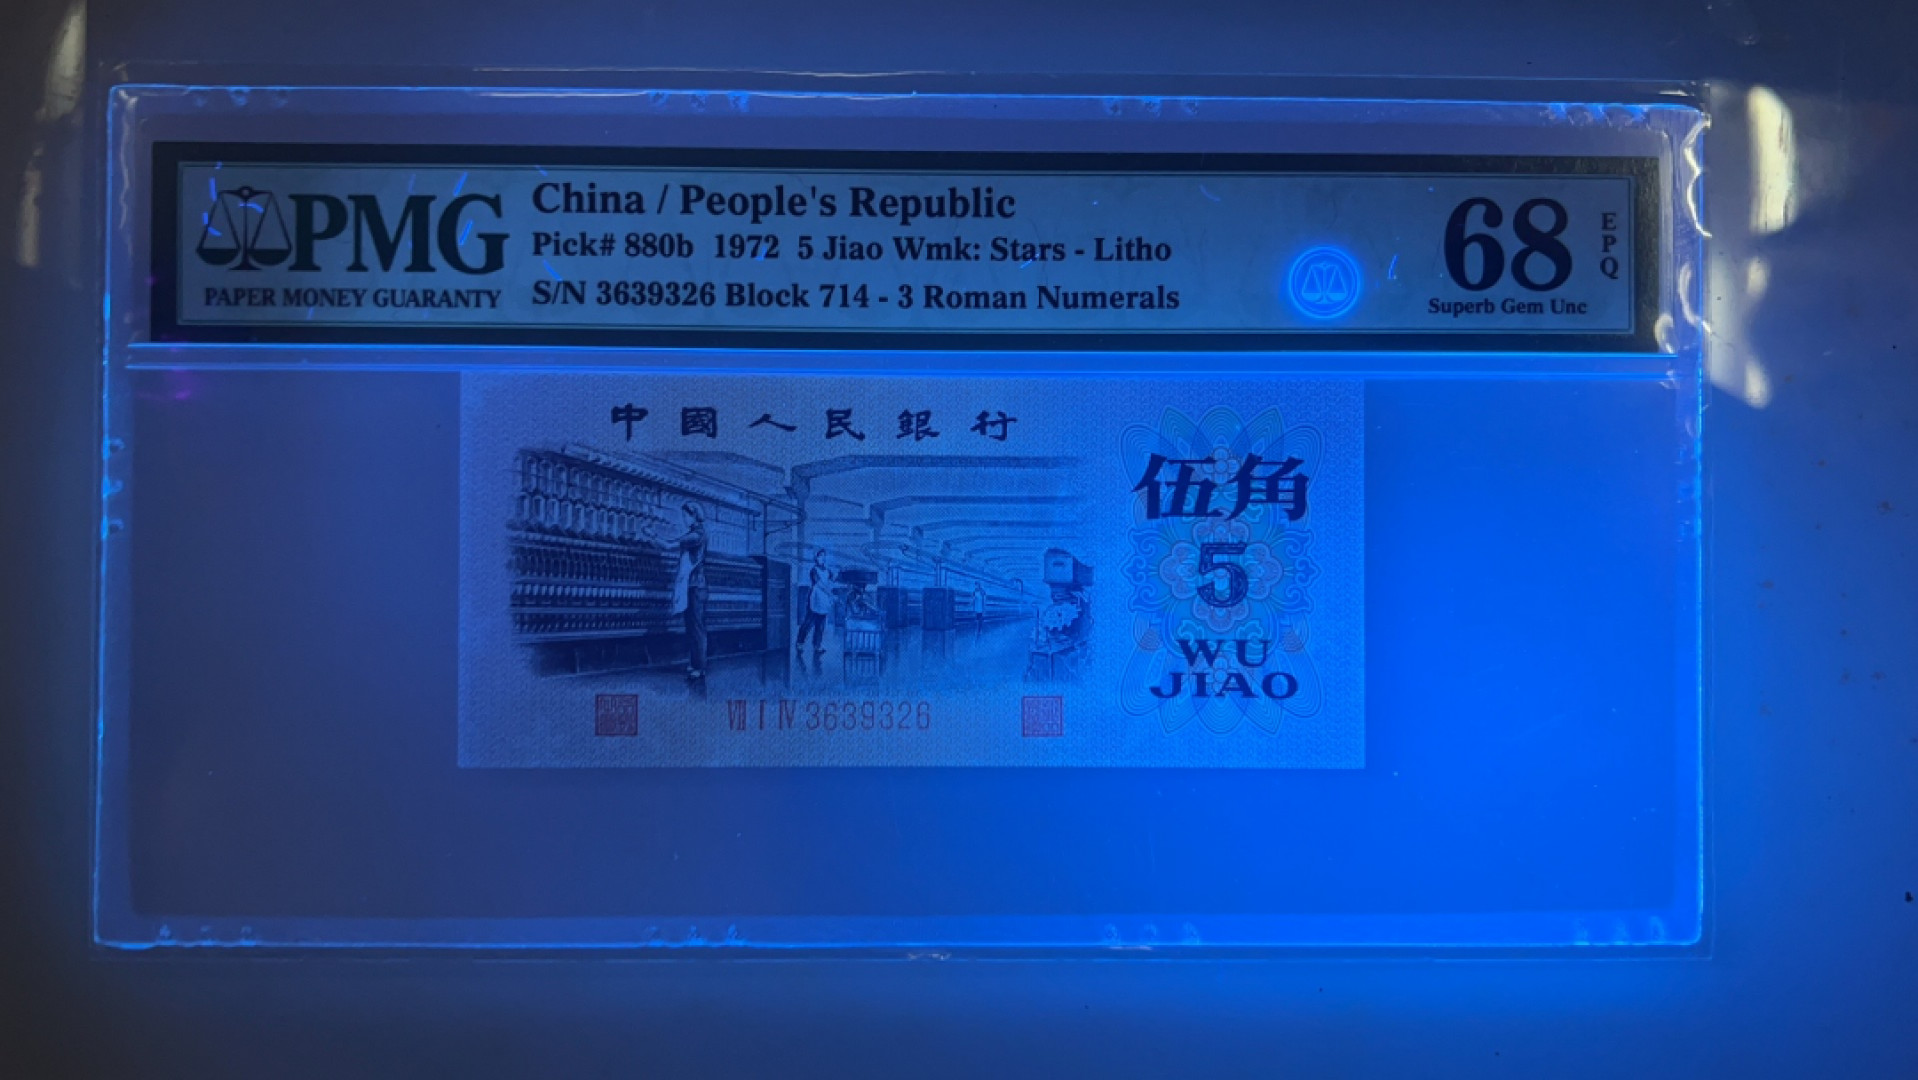 PMG
PAPER MONEY GUARANTY
China / People's Republic
Pick# 880b 1972 5 Jiao Wmk: Stars - Litho
S/N 3639326 Block 714 - 3 Roman Numerals
68
EPQ
Superb Gem Unc
中國人民銀行
伍角
5
WU
JIAO
VII I IV 3639326